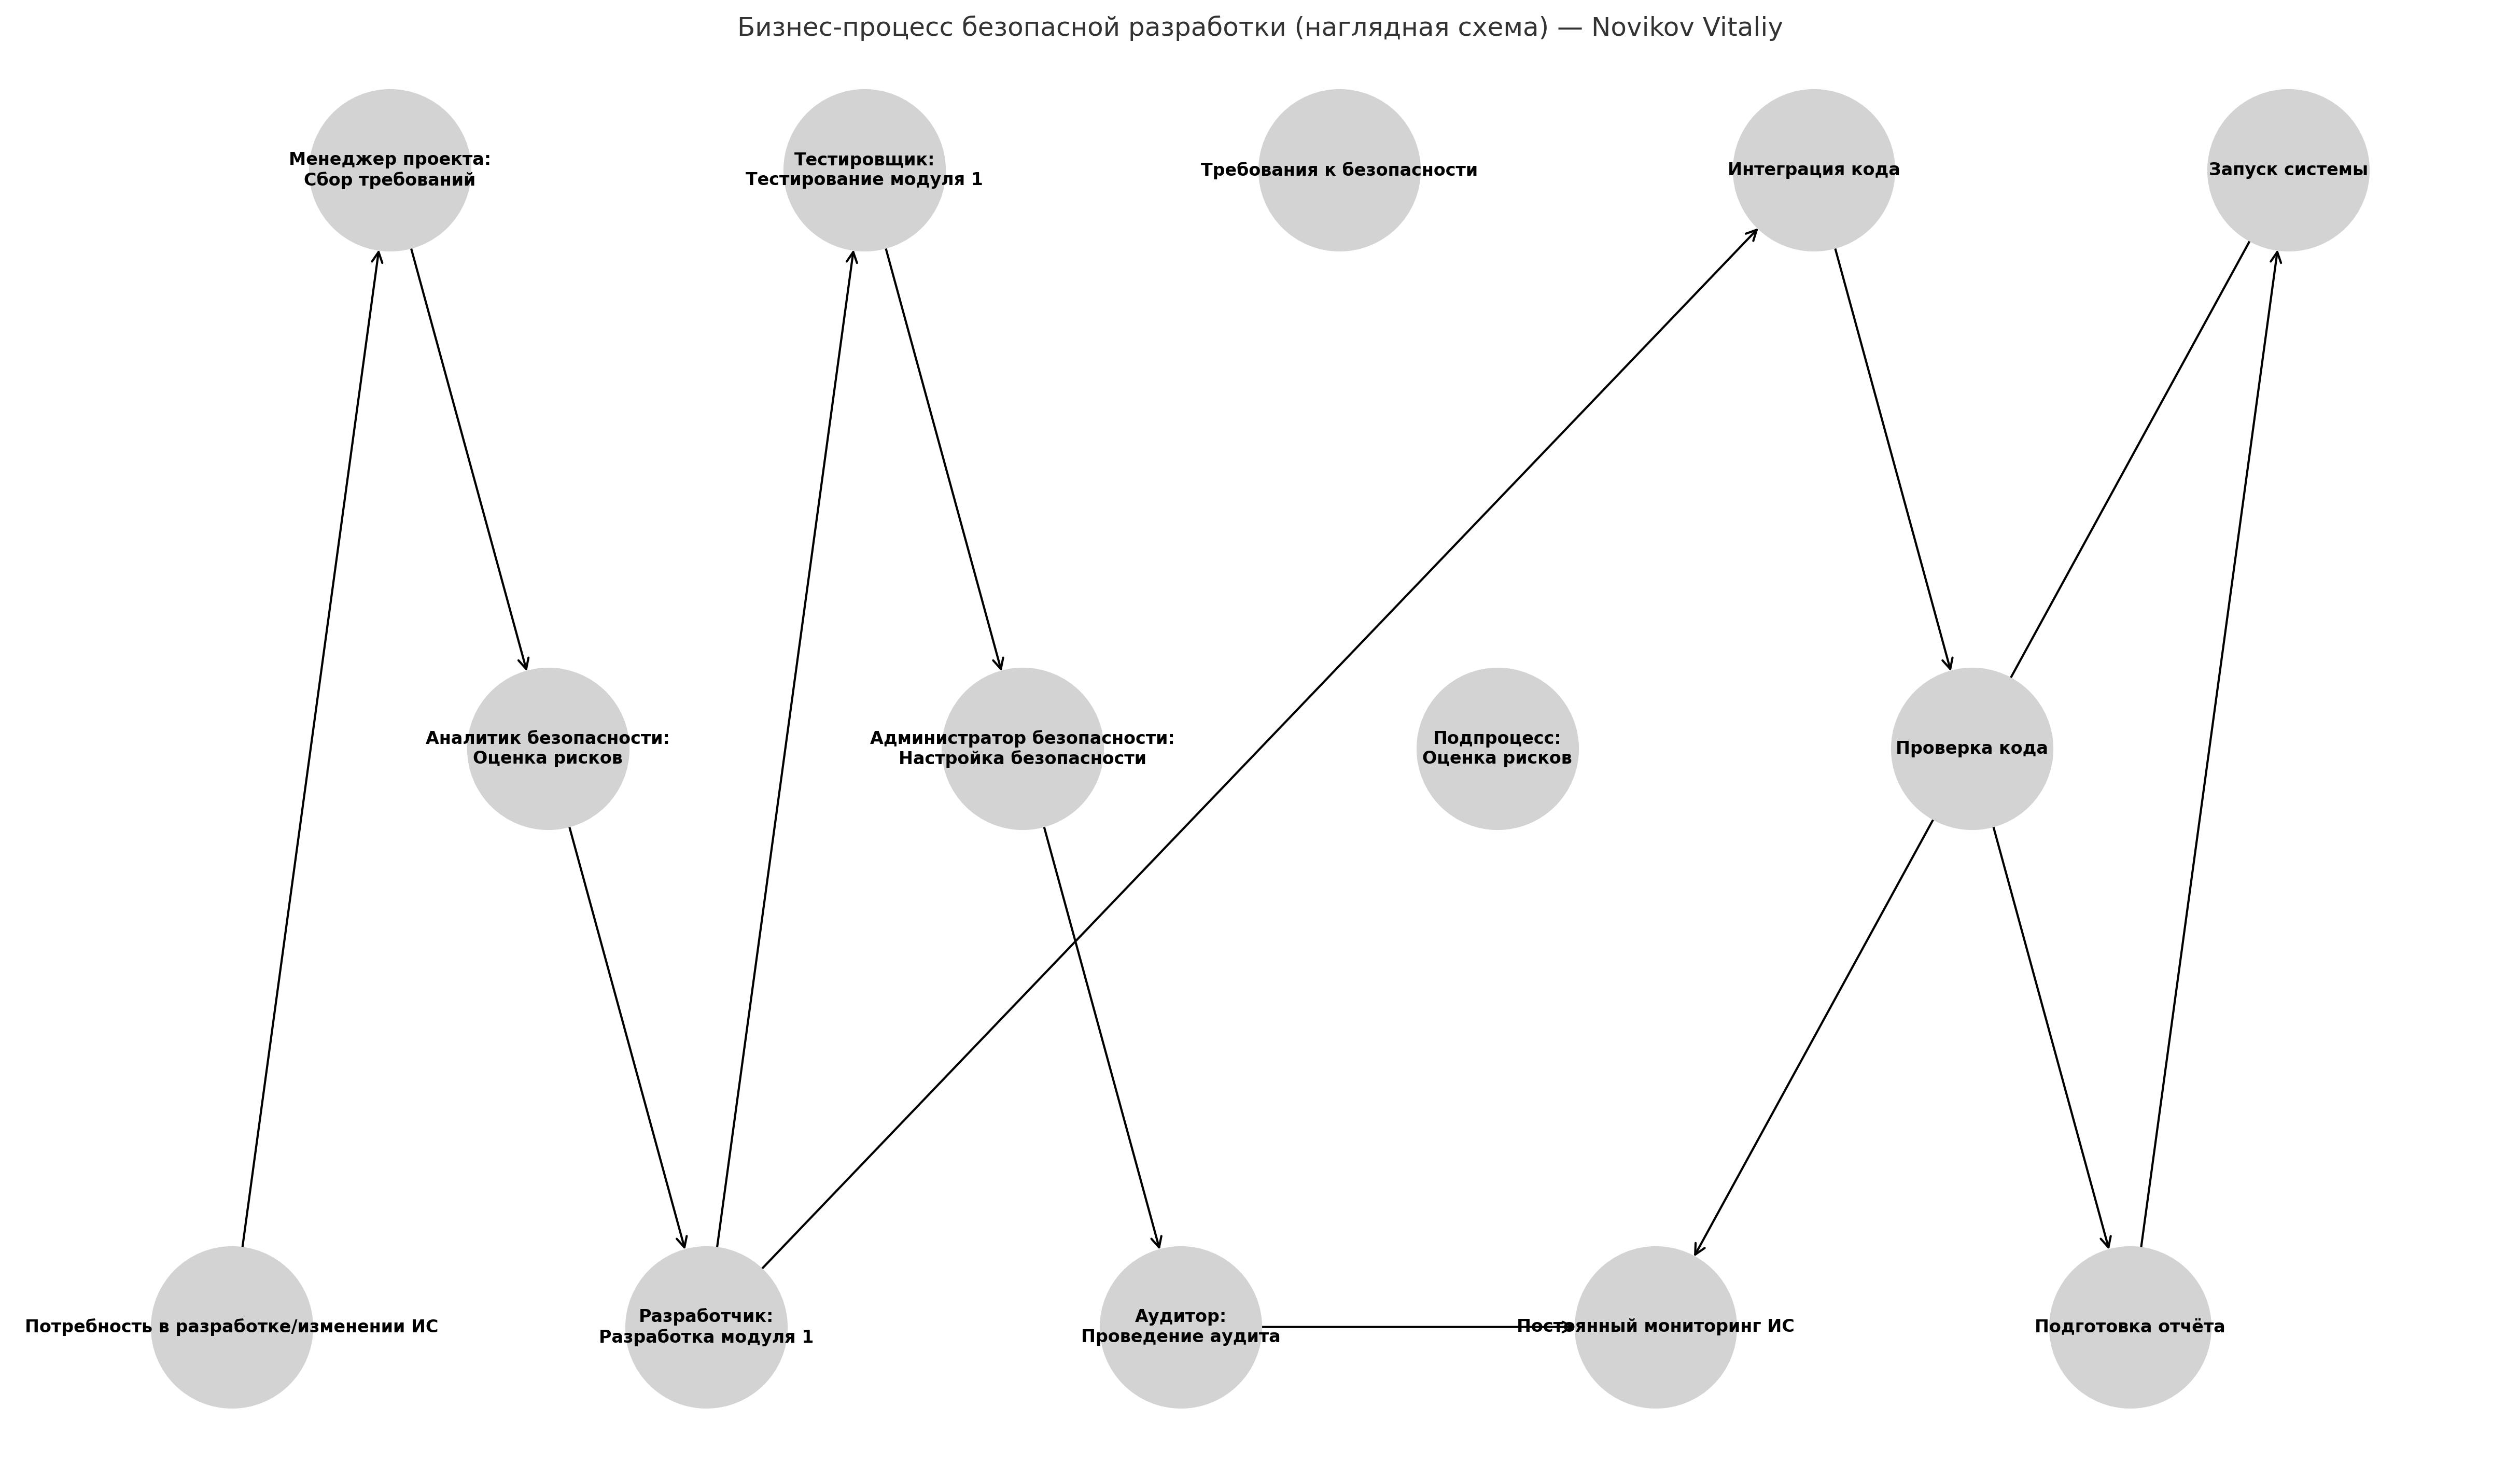 Бизнес-процесс безопасной разработки (наглядная схема) — Novikov Vitaliy
Менеджер проекта:
Сбор требований
Тестировщик:
Тестирование модуля 1
Требования к безопасности
Интеграция кода
Запуск системы
Аналитик безопасности:
Оценка рисков
Администратор безопасности:
Настройка безопасности
Подпроцесс:
Оценка рисков
Проверка кода
Потребность в разработке/изменении ИС
Разработчик:
Разработка модуля 1
Аудитор:
Проведение аудита
Постоянный мониторинг ИС
Подготовка отчёта